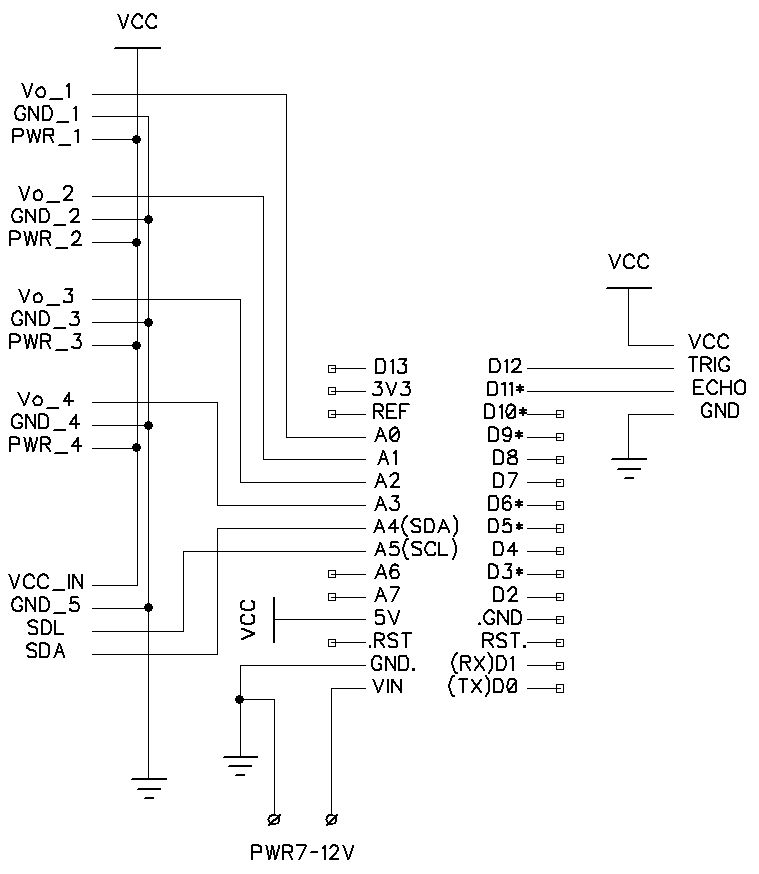 VCC
Vo_1
GND_1
PWR_1
Vo_2
GND_2
PWR_2
Vo_3
GND_3
PWR_3
Vo_4
GND_4
PWR_4
VCC_IN
GND_5
SDL
SDA
D13
3V3
REF
A0
A1
A2
A3
A4(SDA)
A5(SCL)
A6
A7
5V
.RST
GND.
VIN
VCC
D12
D11*
D10*
D9*
D8
D7
D6*
D5*
D4
D3*
D2
.GND
RST.
(RX)D1
(TX)D0
VCC
VCC
TRIG
ECHO
GND
PWR7-12V